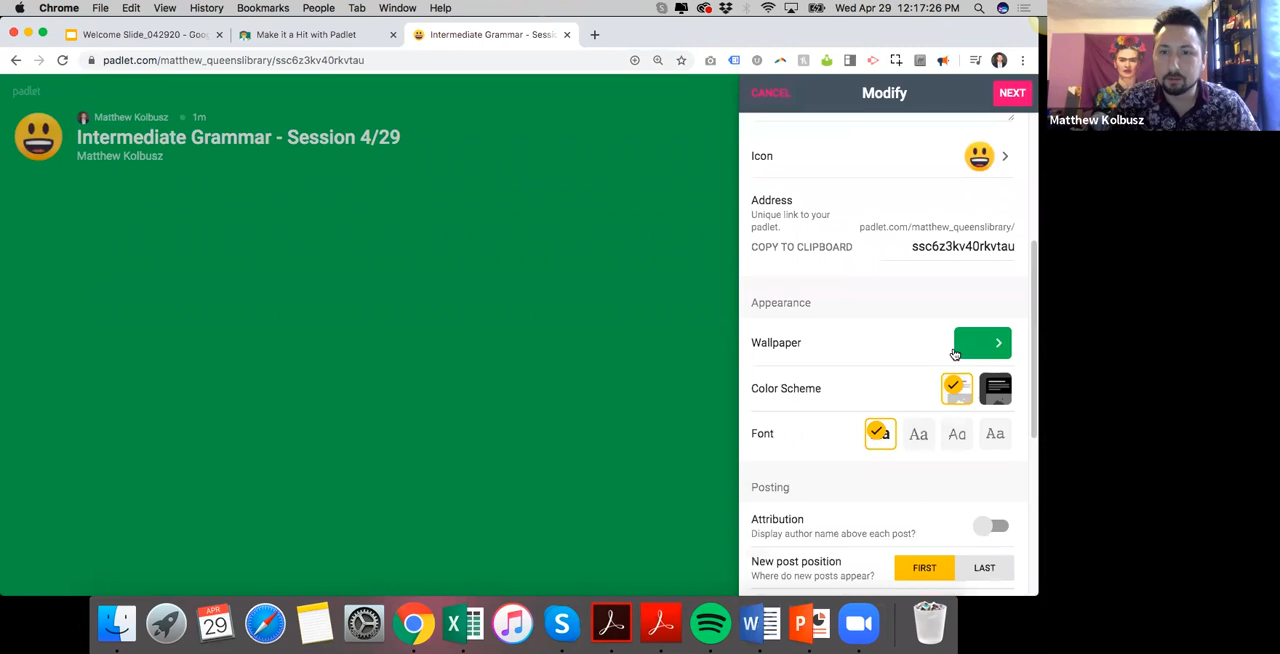 Chrome File Edit View History Bookmarks People Tab Window Help Wed Apr 29 12:17:26 PM
Welcome Slide_042920 - Goo
Make it a Hit with Padlet
Intermediate Grammar - Sessi
padlet.com/matthew_queenslibrary/ssc6z3kv40rkvtau
padlet
Matthew Kolbusz 1m
Intermediate Grammar - Session 4/29
Matthew Kolbusz
CANCEL Modify NEXT
Icon
Address
Unique link to your
padlet. padlet.com/matthew_queenslibrary/
COPY TO CLIPBOARD ssc6z3kv40rkvtau
Appearance
Wallpaper
Color Scheme
Font Aa Aa Aa
Posting
Attribution
Display author name above each post?
New post position
Where do new posts appear?
FIRST LAST
Matthew Kolbusz
APR
29
X
S
W
P